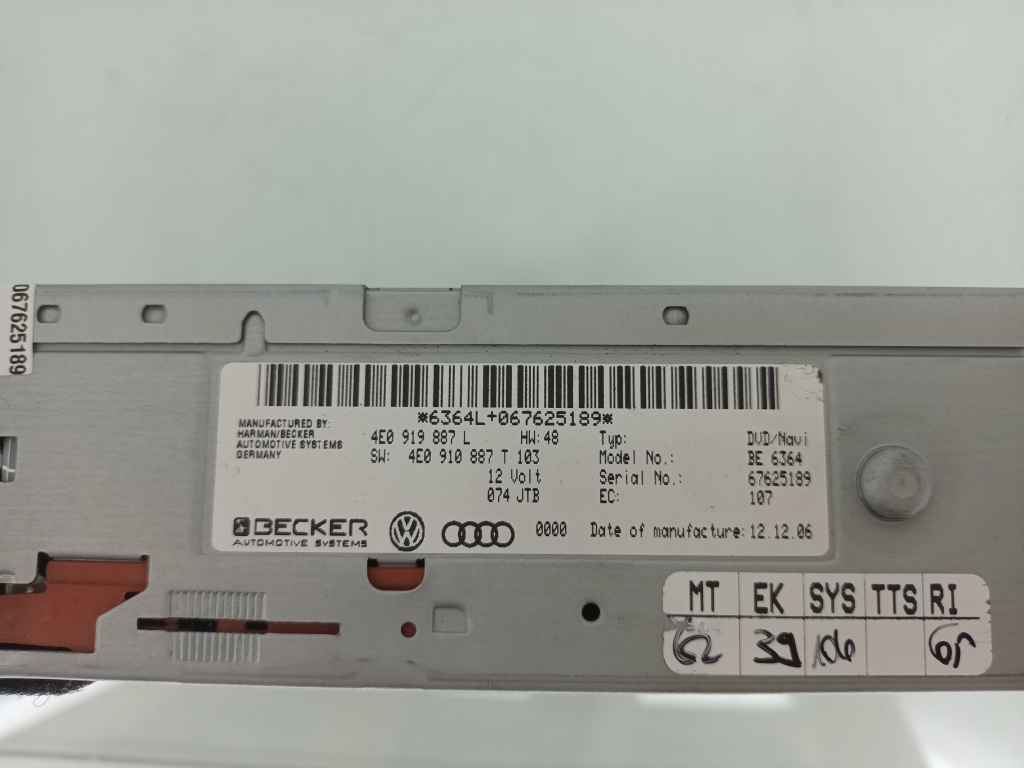 067625189
*6364L+067625189*
MANUFACTURED BY:
HARMAN/BECKER
AUTOMOTIVE SYSTEMS
GERMANY
4E0 919 887 L HW:48
SW: 4E0 910 887 T 103
12 Volt
074 JTB
Typ: DVD/Navi
Model No.: BE 6364
Serial No.: 67625189
EC: 107
BECKER
AUTOMOTIVE SYSTEMS
0000 Date of manufacture: 12.12.06
MT EK SYS TTS RI
62 39